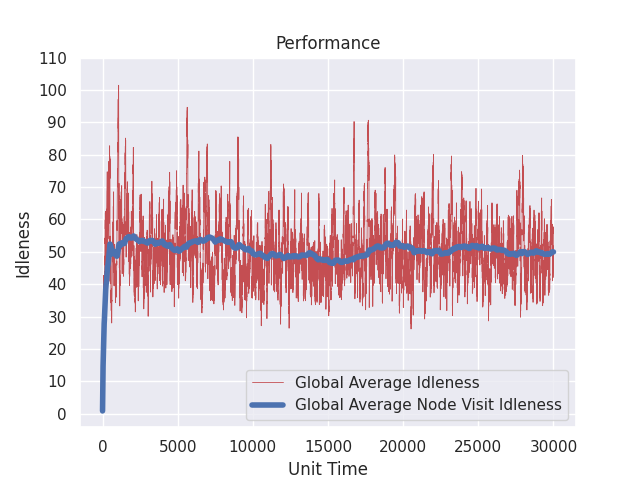 Performance
110
100
90
80
70
60
50
40
30
20
10
0
Idleness
Global Average Idleness
Global Average Node Visit Idleness
0 5000 10000 15000 20000 25000 30000
Unit Time